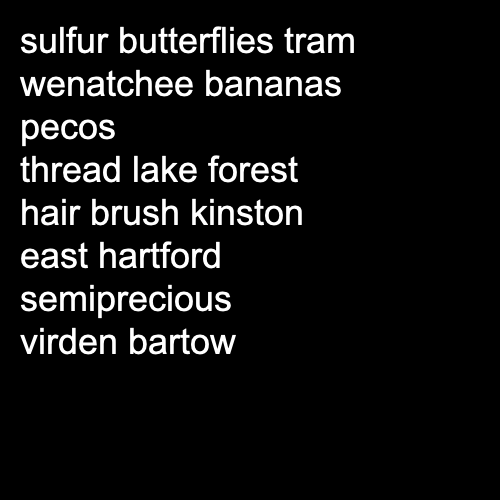 sulfur butterflies tram
wenatchee bananas
pecos
thread lake forest
hair brush kinston
east hartford
semiprecious
virden bartow